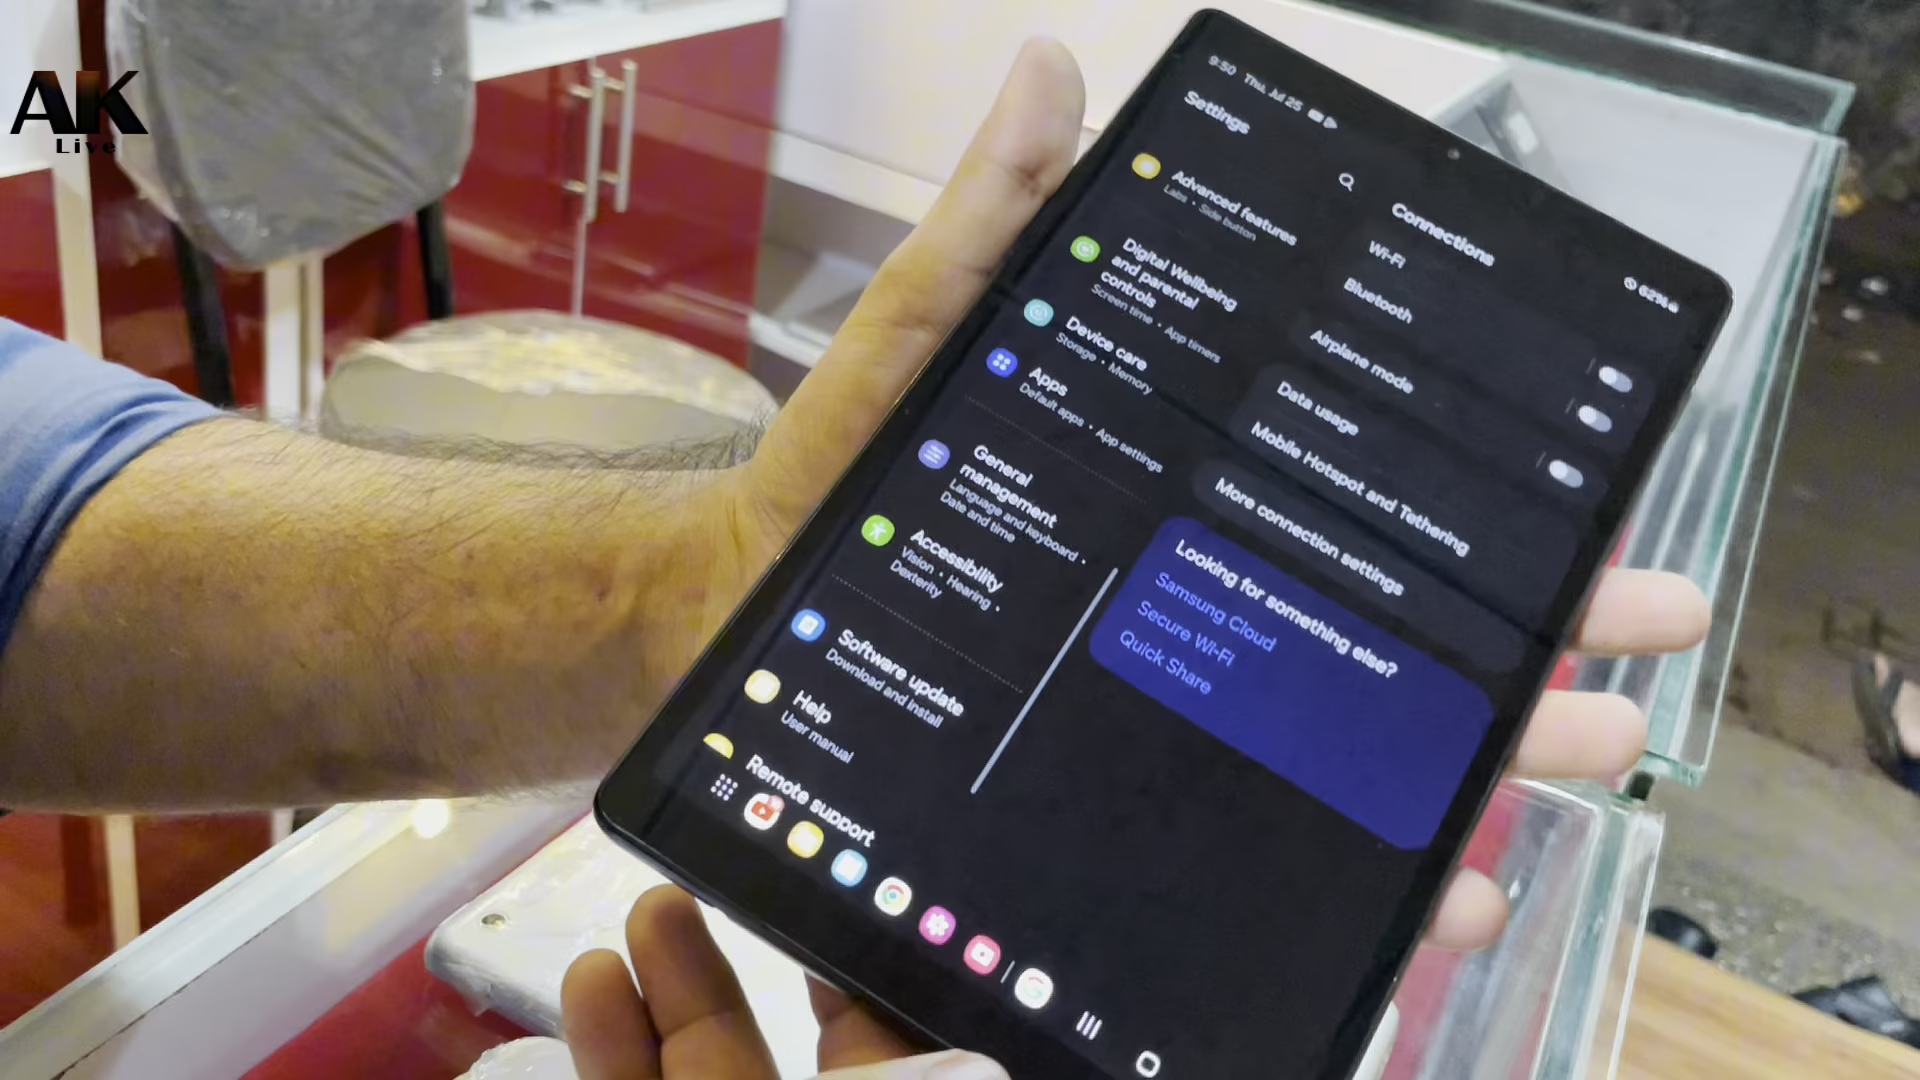 AK
Live
9:50 Thu, Jul 25
62%
Settings
Advanced features
Labs • Side button
Digital Wellbeing
and parental
controls
Screen time • App timers
Device care
Storage • Memory
Apps
Default apps • App settings
General
management
Language and keyboard •
Date and time
Accessibility
Vision • Hearing •
Dexterity
Software update
Download and install
Help
User manual
Remote support
Connections
Wi-Fi
Bluetooth
Airplane mode
Data usage
Mobile Hotspot and Tethering
More connection settings
Looking for something else?
Samsung Cloud
Secure Wi-Fi
Quick Share